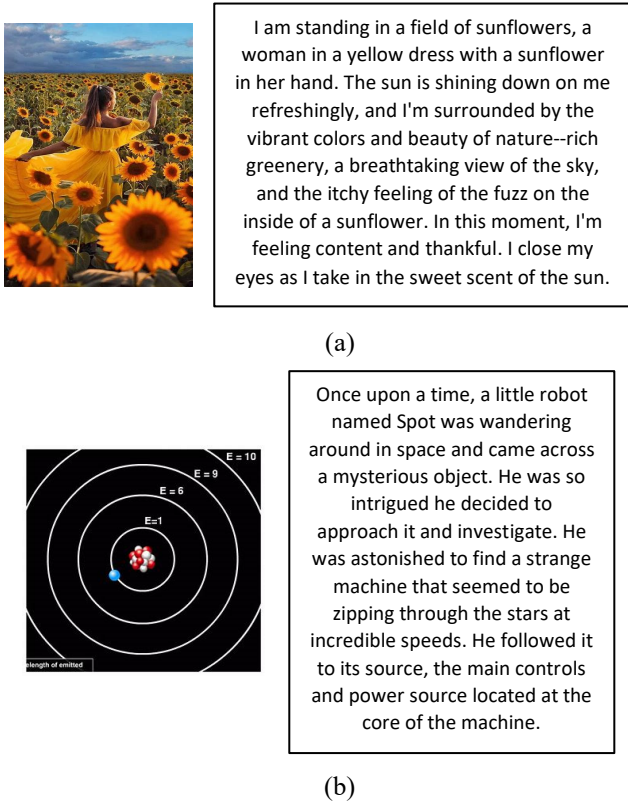 I am standing in a field of sunflowers, a
woman in a yellow dress with a sunflower
in her hand. The sun is shining down on me
refreshingly, and I'm surrounded by the
vibrant colors and beauty of nature--rich
greenery, a breathtaking view of the sky,
and the itchy feeling of the fuzz on the
inside of a sunflower. In this moment, I'm
feeling content and thankful. I close my
eyes as I take in the sweet scent of the sun.
(a)
E = 10
E = 9
E = 6
E=1
elength of emitted
Once upon a time, a little robot
named Spot was wandering
around in space and came across
a mysterious object. He was so
intrigued he decided to
approach it and investigate. He
was astonished to find a strange
machine that seemed to be
zipping through the stars at
incredible speeds. He followed it
to its source, the main controls
and power source located at the
core of the machine.
(b)